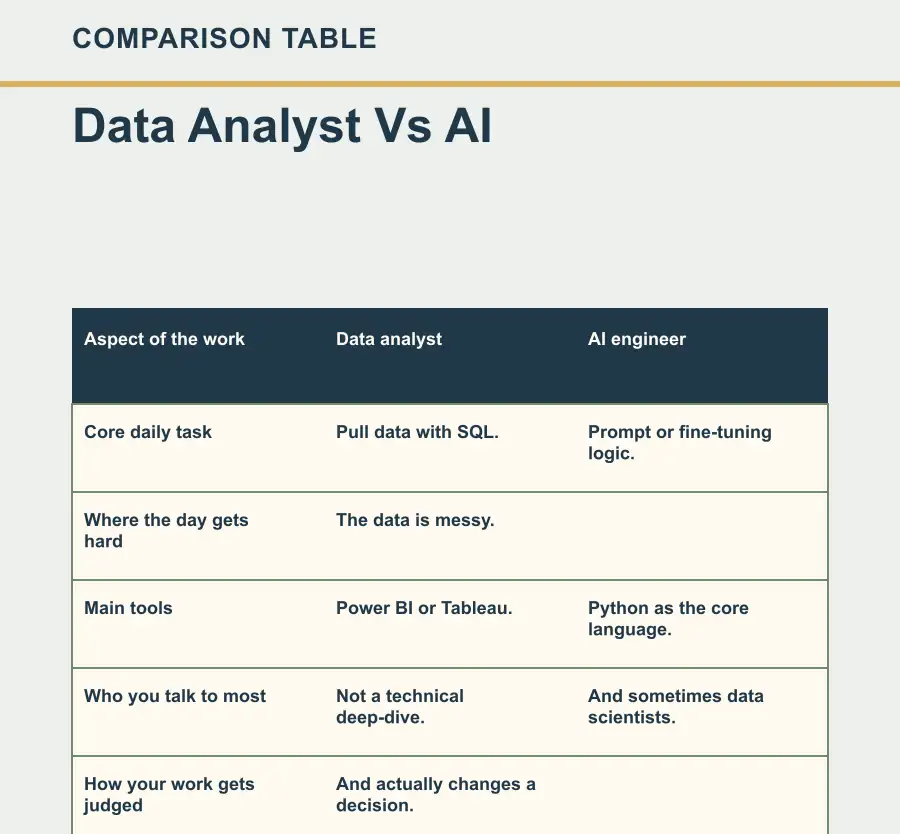 COMPARISON TABLE
Data Analyst Vs AI
Aspect of the work
Data analyst
AI engineer
Core daily task
Pull data with SQL.
Prompt or fine-tuning
logic.
Where the day gets
hard
The data is messy.
Main tools
Power BI or Tableau.
Python as the core
language.
Who you talk to most
Not a technical
deep-dive.
And sometimes data
scientists.
How your work gets
judged
And actually changes a
decision.